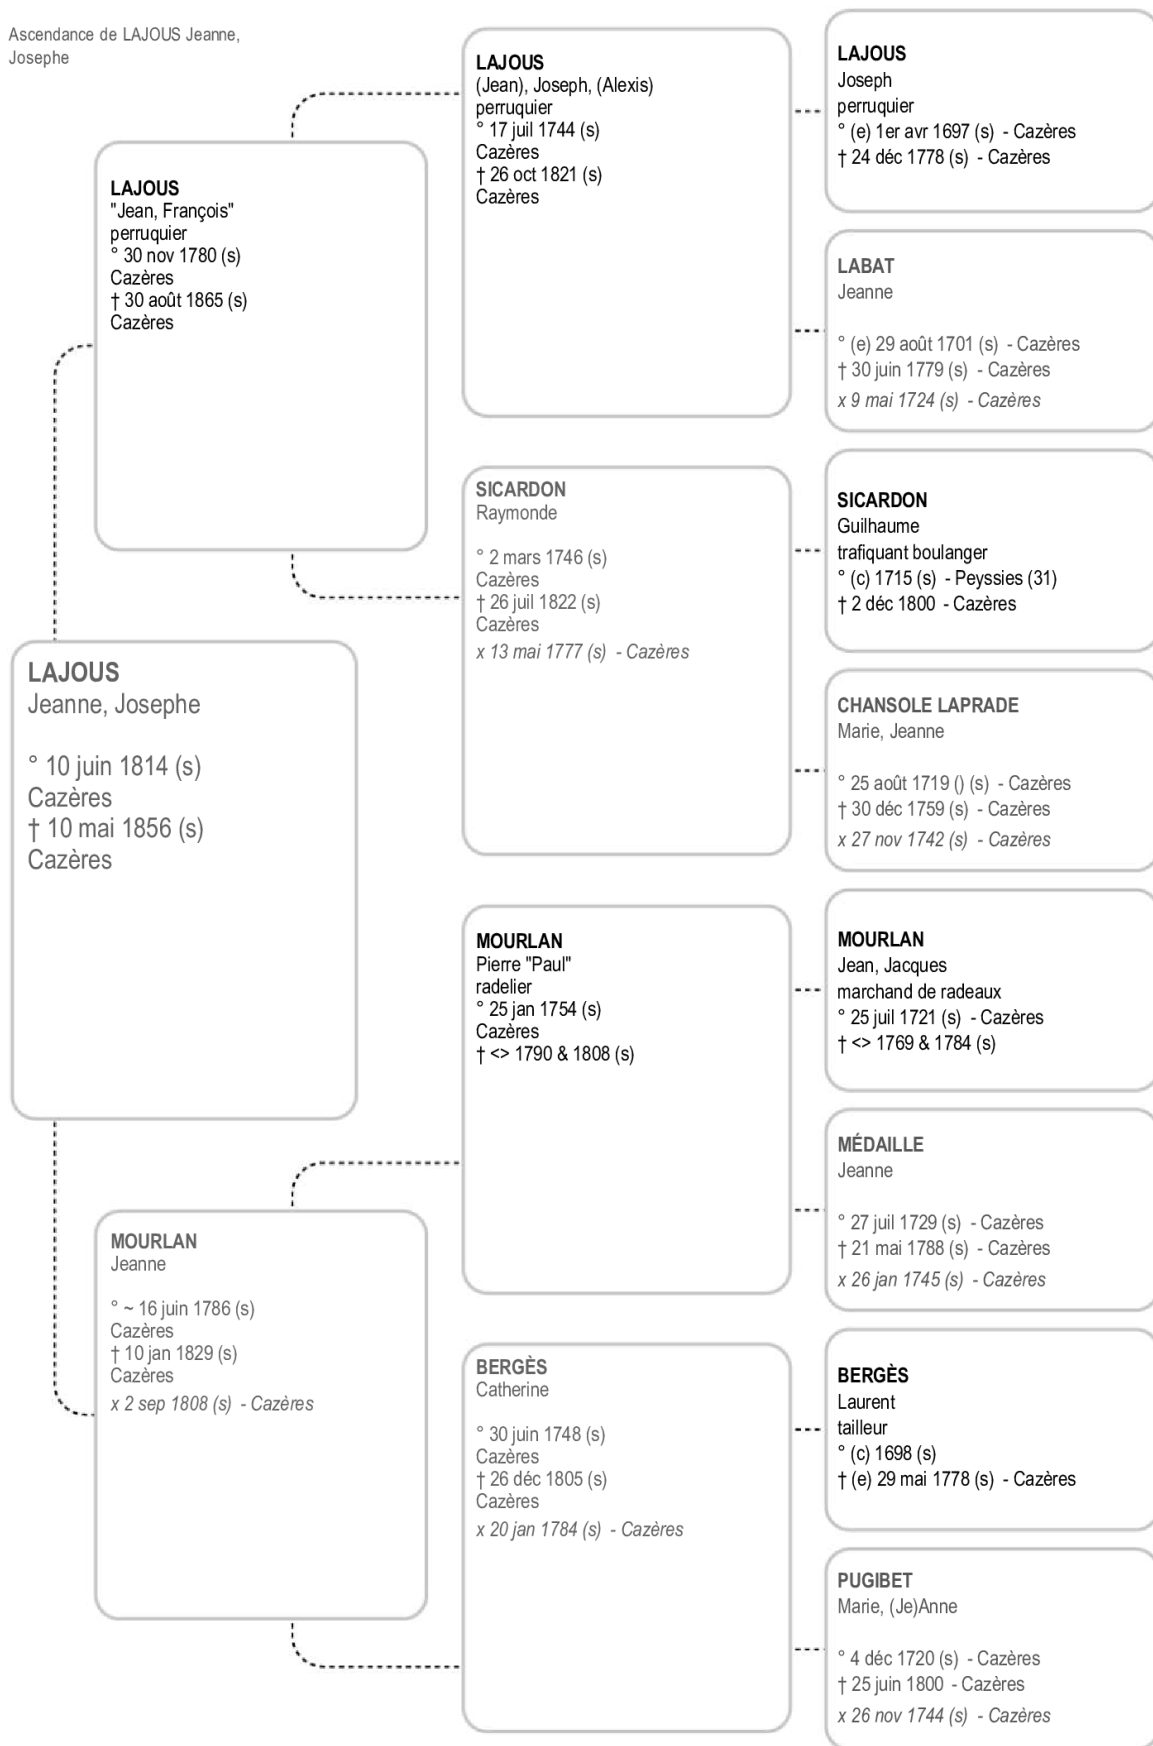 Ascendance de LAJOUS Jeanne,
Josephe
LAJOUS
Jeanne, Josephe
° 10 juin 1814 (s)
Cazères
† 10 mai 1856 (s)
Cazères
LAJOUS
"Jean, François"
perruquier
° 30 nov 1780 (s)
Cazères
† 30 août 1865 (s)
Cazères
MOURLAN
Jeanne
° ~ 16 juin 1786 (s)
Cazères
† 10 jan 1829 (s)
Cazères
x 2 sep 1808 (s) - Cazères
LAJOUS
(Jean), Joseph, (Alexis)
perruquier
° 17 juil 1744 (s)
Cazères
† 26 oct 1821 (s)
Cazères
SICARDON
Raymonde
° 2 mars 1746 (s)
Cazères
† 26 juil 1822 (s)
Cazères
x 13 mai 1777 (s) - Cazères
MOURLAN
Pierre "Paul"
radelier
° 25 jan 1754 (s)
Cazères
† <> 1790 & 1808 (s)
BERGÈS
Catherine
° 30 juin 1748 (s)
Cazères
† 26 déc 1805 (s)
Cazères
x 20 jan 1784 (s) - Cazères
LAJOUS
Joseph
perruquier
° (e) 1er avr 1697 (s) - Cazères
† 24 déc 1778 (s) - Cazères
LABAT
Jeanne
° (e) 29 août 1701 (s) - Cazères
† 30 juin 1779 (s) - Cazères
x 9 mai 1724 (s) - Cazères
SICARDON
Guilhaume
trafiquant boulanger
° (c) 1715 (s) - Peyssies (31)
† 2 déc 1800 - Cazères
CHANSOLE LAPRADE
Marie, Jeanne
° 25 août 1719 () (s) - Cazères
† 30 déc 1759 (s) - Cazères
x 27 nov 1742 (s) - Cazères
MOURLAN
Jean, Jacques
marchand de radeaux
° 25 juil 1721 (s) - Cazères
† <> 1769 & 1784 (s)
MÉDAILLE
Jeanne
° 27 juil 1729 (s) - Cazères
† 21 mai 1788 (s) - Cazères
x 26 jan 1745 (s) - Cazères
BERGÈS
Laurent
tailleur
° (c) 1698 (s)
† (e) 29 mai 1778 (s) - Cazères
PUGIBET
Marie, (Je)Anne
° 4 déc 1720 (s) - Cazères
† 25 juin 1800 - Cazères
x 26 nov 1744 (s) - Cazères